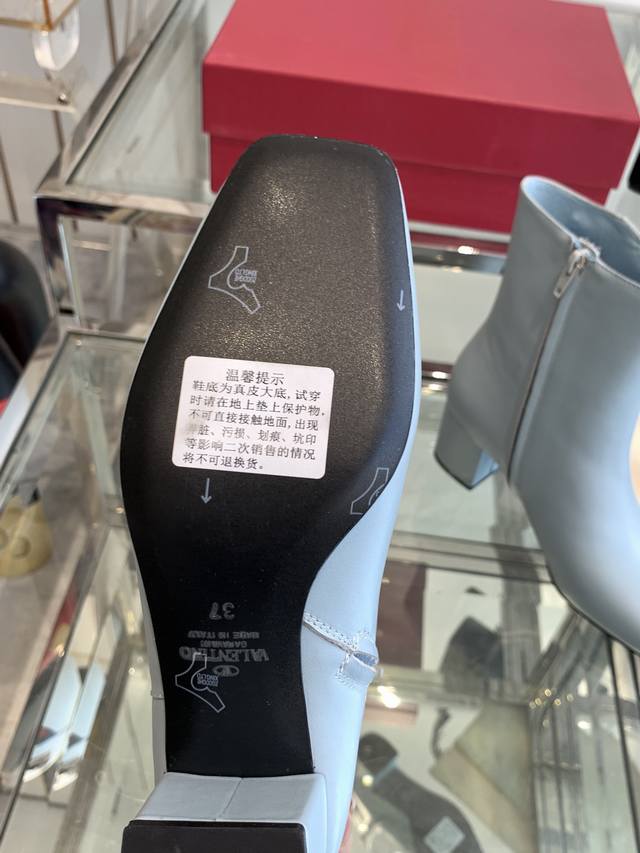 温馨提示
鞋底为真皮大底，试穿
时请在地上垫上保护物，
不可直接接触地面，出现
弄脏、污损、划痕、坑印
等影响二次销售的情况
将不可退换货。
37
MADE IN ITALY
GARAVANI
VALENTINO